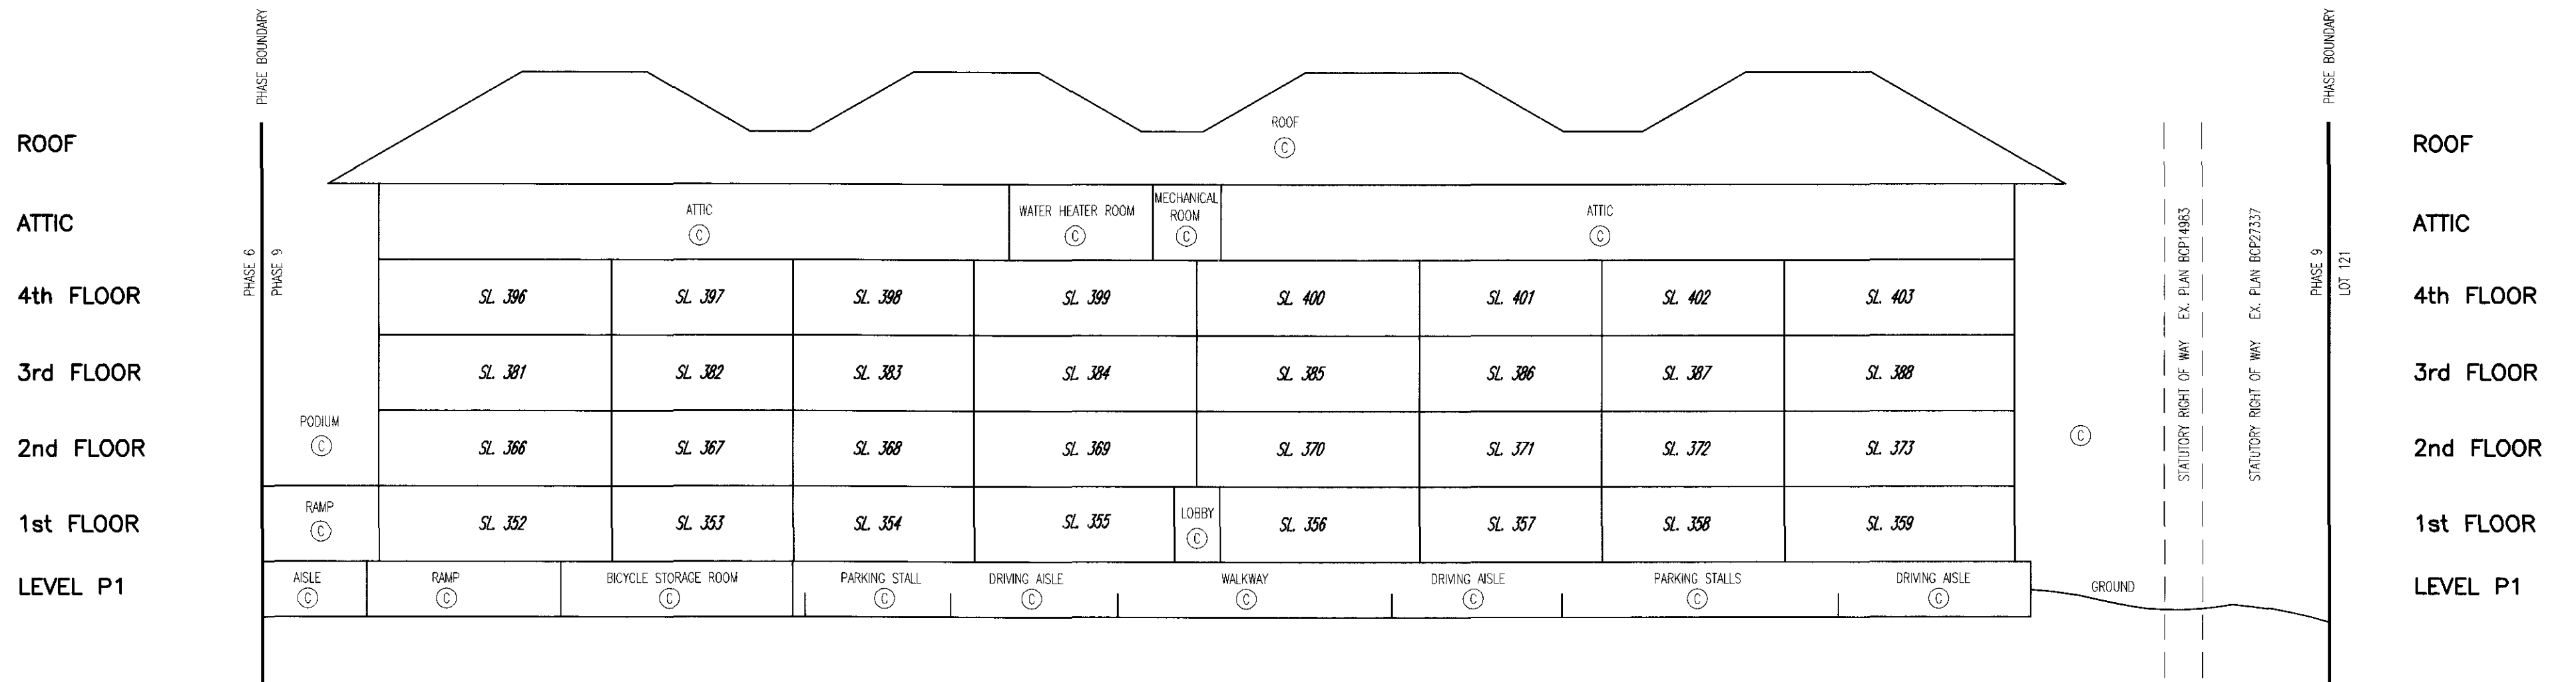 PHASE BOUNDARY
PHASE BOUNDARY
ROOF
ROOF
Ⓒ
ROOF
ATTIC
ATTIC
Ⓒ
WATER HEATER ROOM
Ⓒ
MECHANICAL
ROOM
Ⓒ
ATTIC
Ⓒ
ATTIC
PHASE 6
PHASE 9
4th FLOOR
SL 396
SL 397
SL 398
SL 399
SL 400
SL 401
SL 402
SL 403
STATUTORY RIGHT OF WAY EX. PLAN BCP14983
STATUTORY RIGHT OF WAY EX. PLAN BCP27337
PHASE 9
LOT 121
4th FLOOR
3rd FLOOR
SL. 381
SL. 382
SL. 383
SL. 384
SL. 385
SL. 386
SL. 387
SL. 388
3rd FLOOR
PODIUM
Ⓒ
2nd FLOOR
SL. 366
SL. 367
SL. 368
SL. 369
SL. 370
SL. 371
SL. 372
SL. 373
Ⓒ
2nd FLOOR
1st FLOOR
RAMP
Ⓒ
SL. 352
SL. 353
SL. 354
SL. 355
LOBBY
Ⓒ
SL. 356
SL. 357
SL. 358
SL. 359
1st FLOOR
LEVEL P1
AISLE
Ⓒ
RAMP
Ⓒ
BICYCLE STORAGE ROOM
Ⓒ
PARKING STALL
Ⓒ
DRIVING AISLE
Ⓒ
WALKWAY
Ⓒ
DRIVING AISLE
Ⓒ
PARKING STALLS
Ⓒ
DRIVING AISLE
Ⓒ
GROUND
LEVEL P1